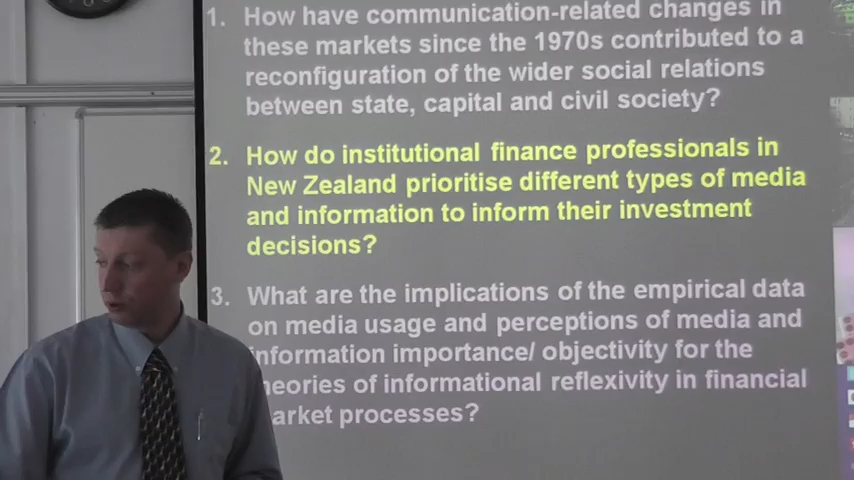 1. How have communication-related changes in
these markets since the 1970s contributed to a
reconfiguration of the wider social relations
between state, capital and civil society?
2. How do institutional finance professionals in
New Zealand prioritise different types of media
and information to inform their investment
decisions?
3. What are the implications of the empirical data
on media usage and perceptions of media and
information importance/ objectivity for the
heories of informational reflexivity in financial
arket processes?